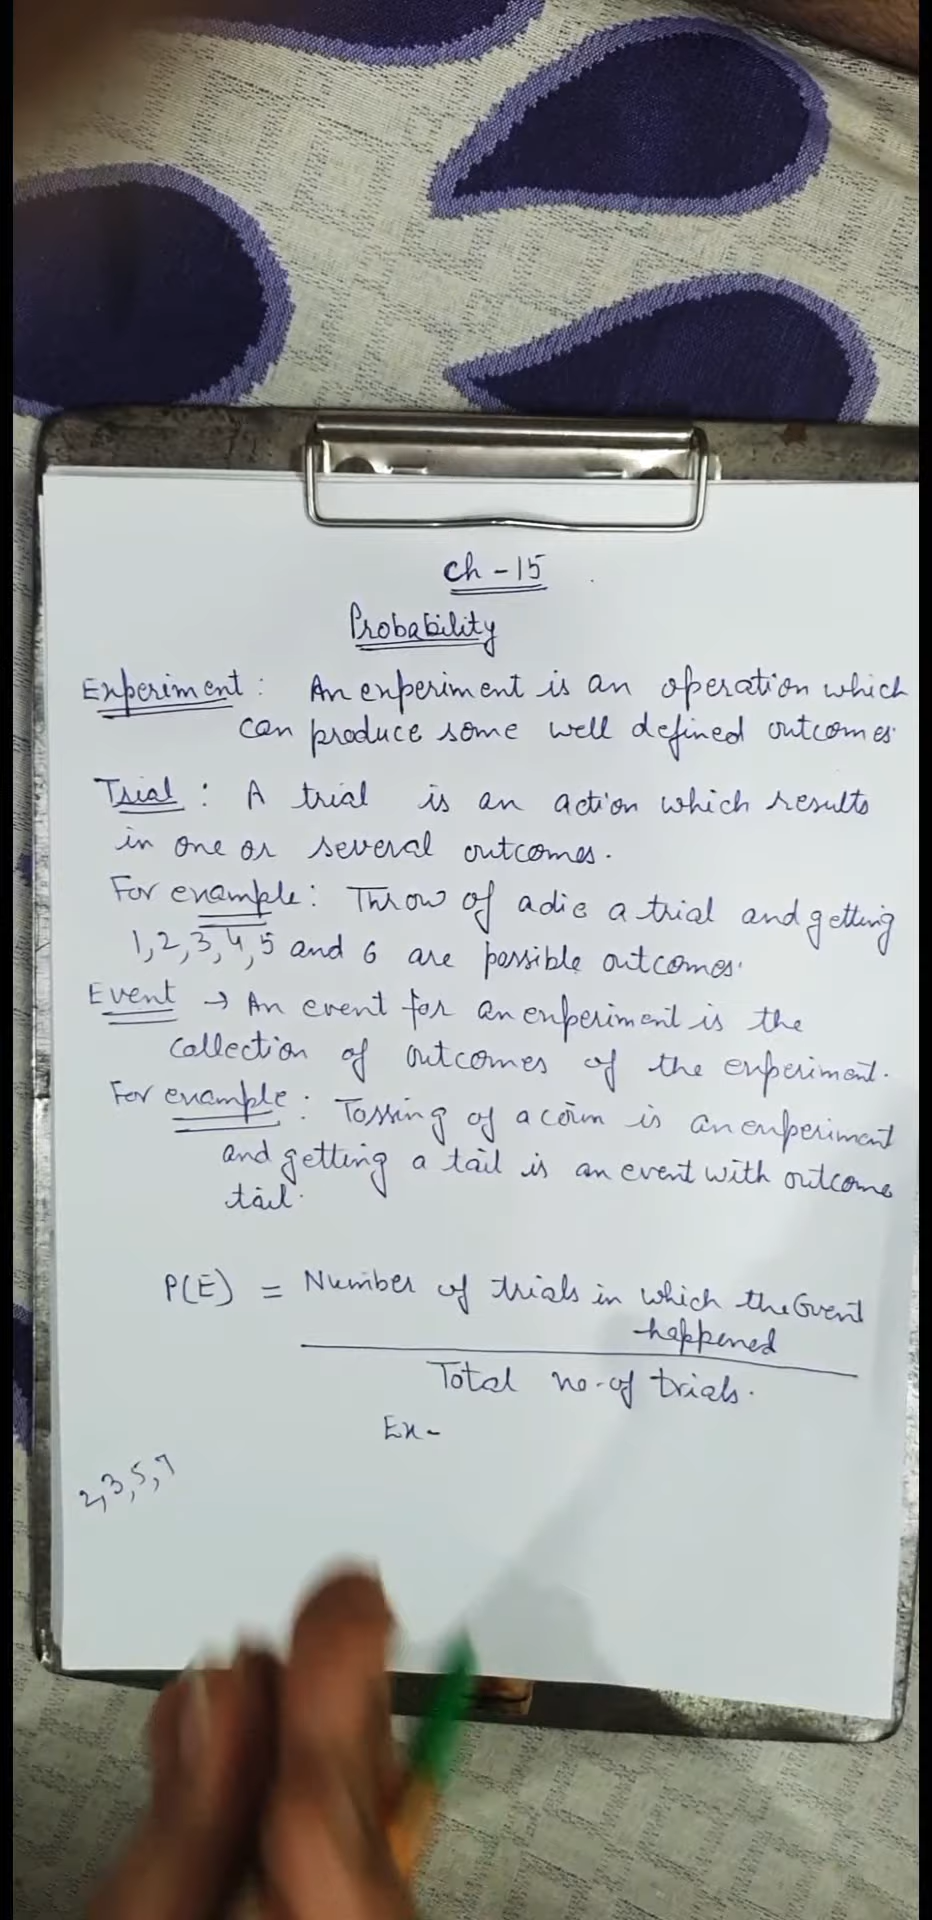 Ch - 15
Probability
Experiment : An experiment is an operation which
can produce some well defined outcomes.
Trial : A trial is an action which results
in one or several outcomes.
For example : Throw of a die a trial and getting
1,2,3,4,5 and 6 are possible outcomes.
Event → An event for an experiment is the
collection of outcomes of the experiment.
For example : Tossing of a coin is an experiment
and getting a tail is an event with outcome
tail.
P(E) = Number of trials in which the Event
happened
Total no. of trials.
Ex -
2,3,5,7